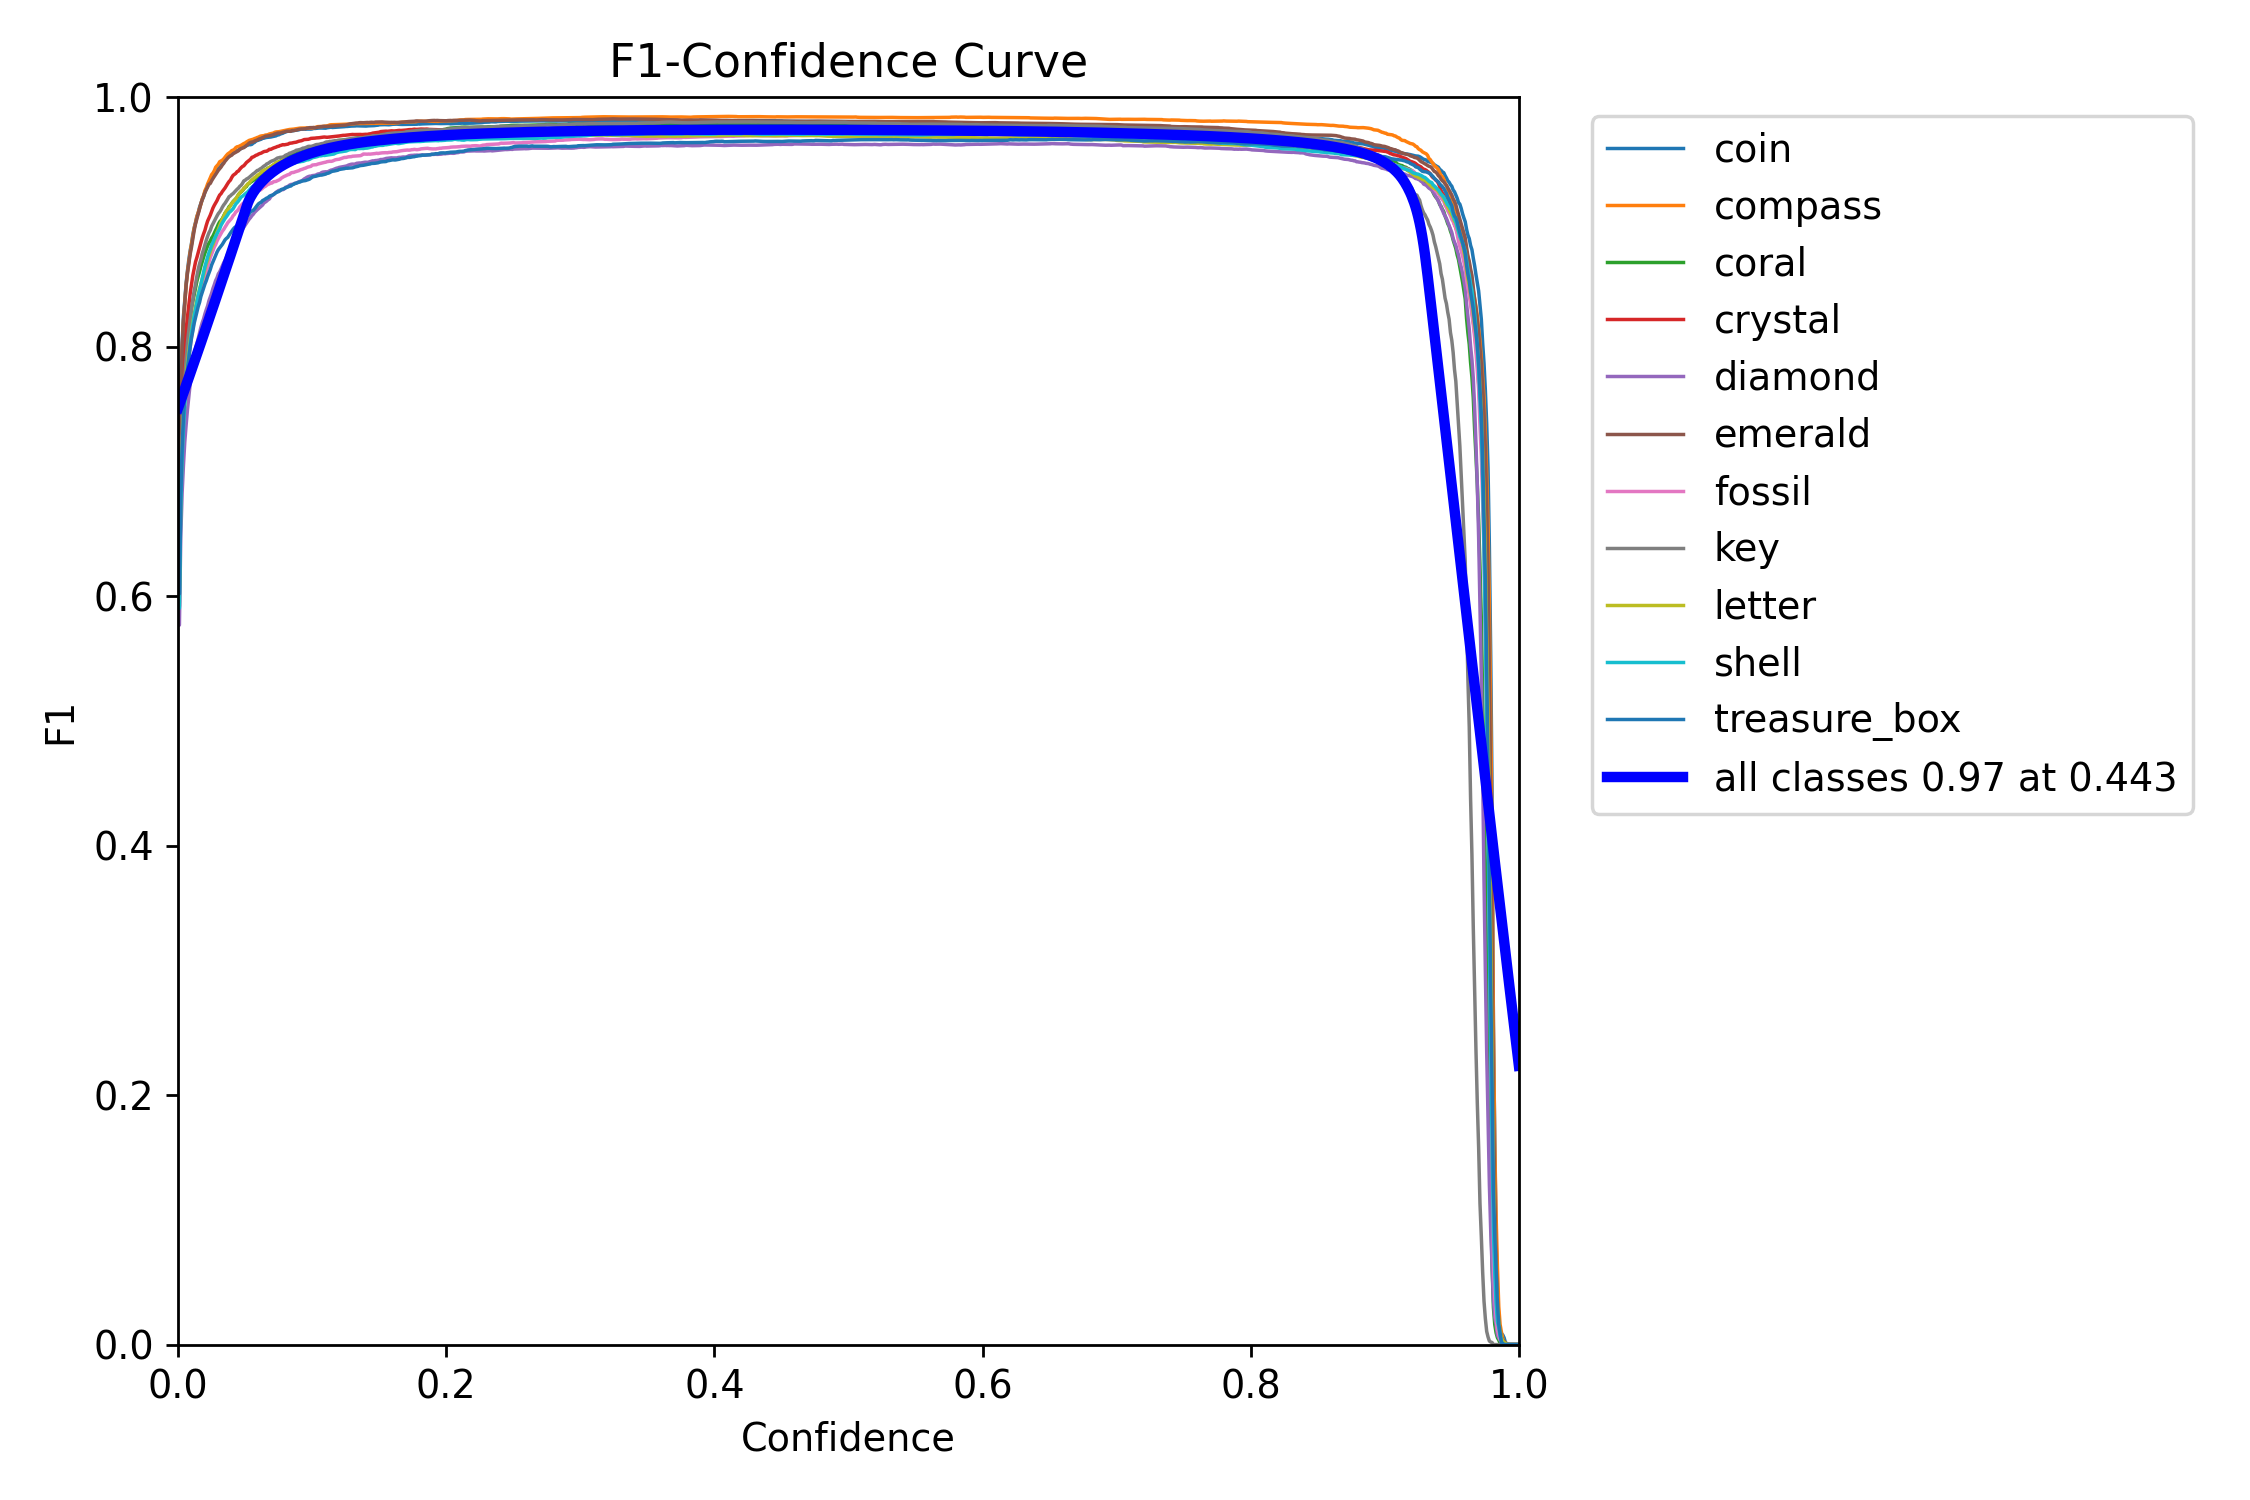 F1-Confidence Curve
1.0
0.8
0.6
0.4
0.2
0.0
F1
0.0 0.2 0.4 0.6 0.8 1.0
Confidence
coin
compass
coral
crystal
diamond
emerald
fossil
key
letter
shell
treasure_box
all classes 0.97 at 0.443